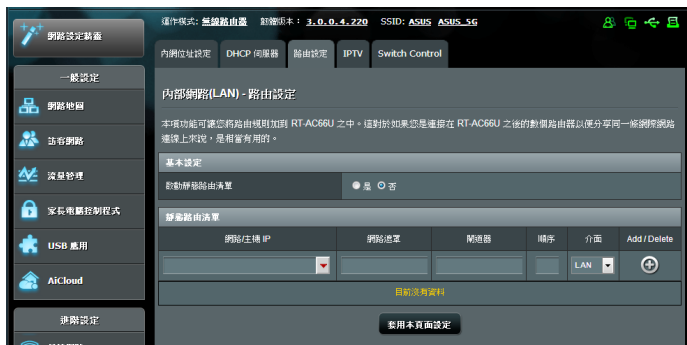 運作模式: 無線路由器 韌體版本: 3.0.0.4.220 SSID: ASUS ASUS_5G
網路設定精靈
內網位址設定 DHCP 伺服器 路由設定 IPTV Switch Control
一般設定
網路地圖
訪客網路
流量管理
家長電腦控制程式
USB 應用
AiCloud
進階設定
內部網路(LAN) - 路由設定
本項功能可讓您將路由規則加到 RT-AC66U 之中。這對於如果您是連接在 RT-AC66U 之後的數個路由器以便分享同一條網際網路
連線上來說，是相當有用的。
基本設定
啟動靜態路由清單 是 否
靜態路由清單
網路/主機 IP 網路遮罩 閘道器 順序 介面 Add / Delete
LAN
目前沒有資料
套用本頁面設定